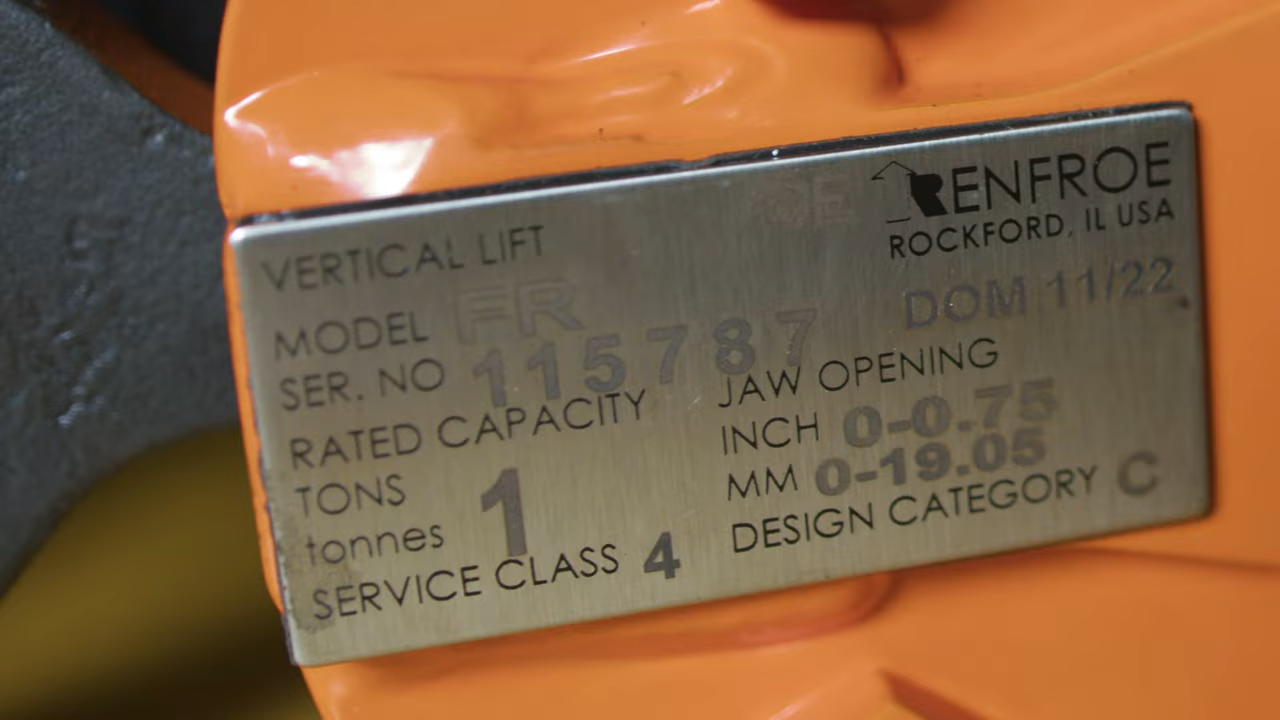 RENFROE
ROCKFORD, IL USA
VERTICAL LIFT
MODEL FR
DOM 11/22
SER. NO 115787
RATED CAPACITY
TONS
tonnes
1
SERVICE CLASS 4
JAW OPENING
INCH 0-0.75
MM 0-19.05
DESIGN CATEGORY C